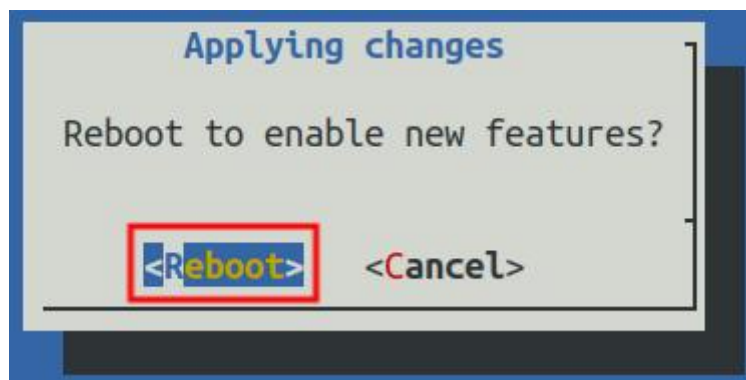 Applying changes
Reboot to enable new features?
<Reboot> <Cancel>